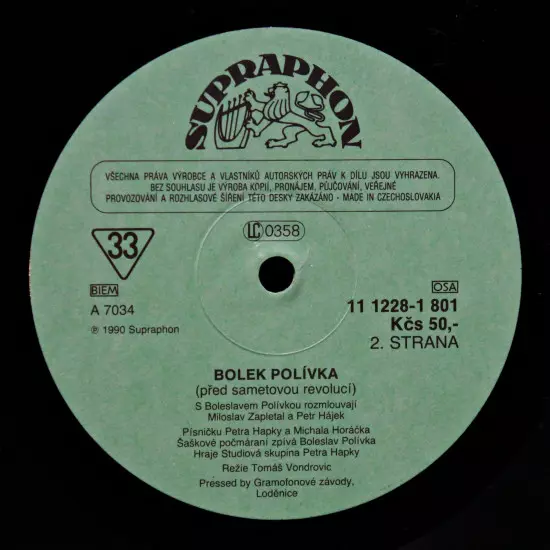 SUPRAPHON
VŠECHNA PRÁVA VÝROBCE A VLASTNÍKŮ AUTORSKÝCH PRÁV K DÍLU JSOU VYHRAZENA.
BEZ SOUHLASU JE VÝROBA KOPIÍ, PRONÁJEM, PŮJČOVÁNÍ, VEŘEJNÉ
PROVOZOVÁNÍ A ROZHLASOVÉ ŠÍŘENÍ TÉTO DESKY ZAKÁZÁNO - MADE IN CZECHOSLOVAKIA
33
LC 0358
BIEM
OSA
A 7034
11 1228-1 801
Kčs 50,-
℗ 1990 Supraphon
2. STRANA
BOLEK POLÍVKA
(před sametovou revolucí)
S Boleslavem Polívkou rozmlouvají
Miloslav Zapletal a Petr Hájek
Písničku Petra Hapky a Michala Horáčka
Šaškové počmáraní zpívá Boleslav Polívka
Hraje Studiová skupina Petra Hapky
Režie Tomáš Vondrovic
Pressed by Gramofonové závody,
Loděnice